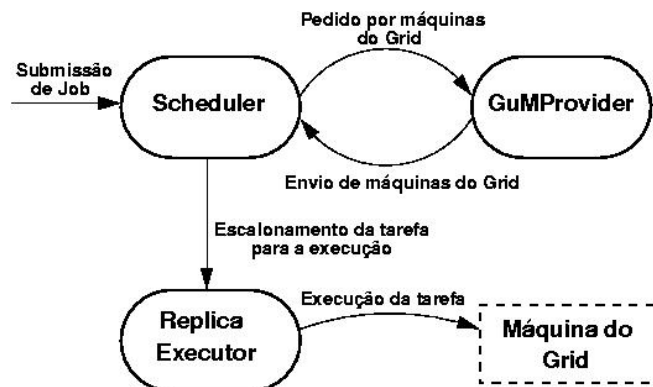 Pedido por máquinas
do Grid
Submissão
de Job
Scheduler
GuMProvider
Envio de máquinas do Grid
Escalonamento da tarefa
para a execução
Execução da tarefa
Replica
Executor
Máquina do
Grid